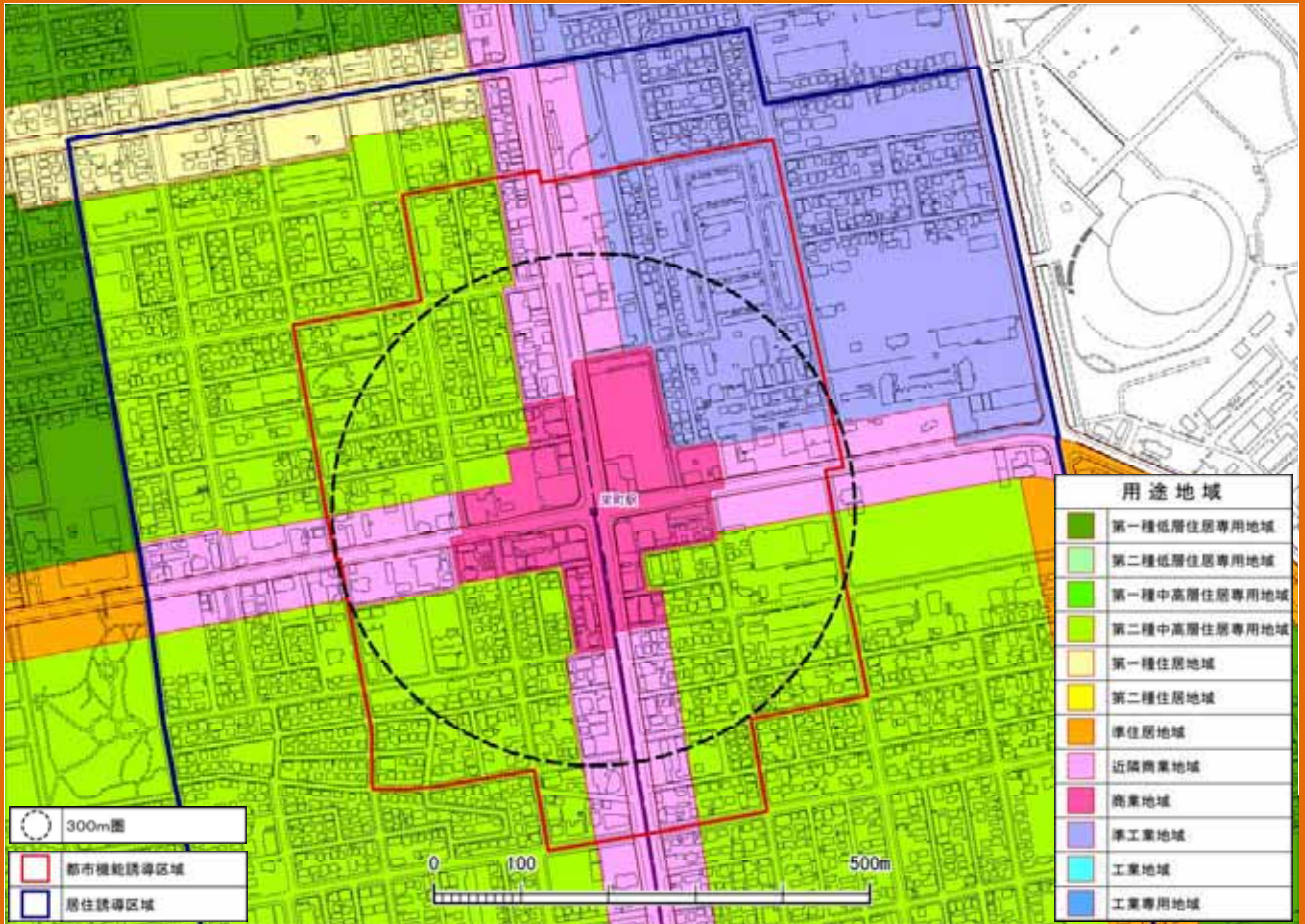 栄町駅
用途地域
第一種低層住居専用地域
第二種低層住居専用地域
第一種中高層住居専用地域
第二種中高層住居専用地域
第一種住居地域
第二種住居地域
準住居地域
近隣商業地域
商業地域
準工業地域
工業地域
工業専用地域
300m圏
都市機能誘導区域
居住誘導区域
0 100 500m